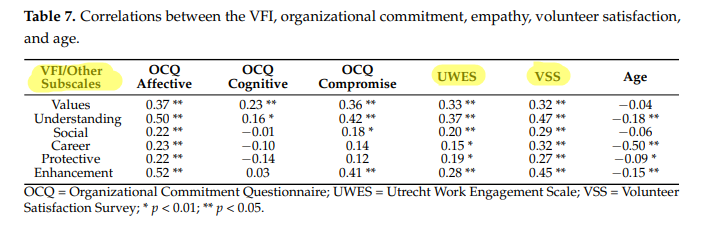 Table 7. Correlations between the VFI, organizational commitment, empathy, volunteer satisfaction,
and age.
VFI/Other Subscales OCQ Affective OCQ Cognitive OCQ Compromise UWES VSS Age
Values 0.37 ** 0.23 ** 0.36 ** 0.33 ** 0.32 ** −0.04
Understanding 0.50 ** 0.16 * 0.42 ** 0.37 ** 0.47 ** −0.18 **
Social 0.22 ** −0.01 0.18 * 0.20 ** 0.29 ** −0.06
Career 0.23 ** −0.10 0.14 0.15 * 0.32 ** −0.50 **
Protective 0.22 ** −0.14 0.12 0.19 * 0.27 ** −0.09 *
Enhancement 0.52 ** 0.03 0.41 ** 0.28 ** 0.45 ** −0.15 **
OCQ = Organizational Commitment Questionnaire; UWES = Utrecht Work Engagement Scale; VSS = Volunteer
Satisfaction Survey; * p < 0.01; ** p < 0.05.